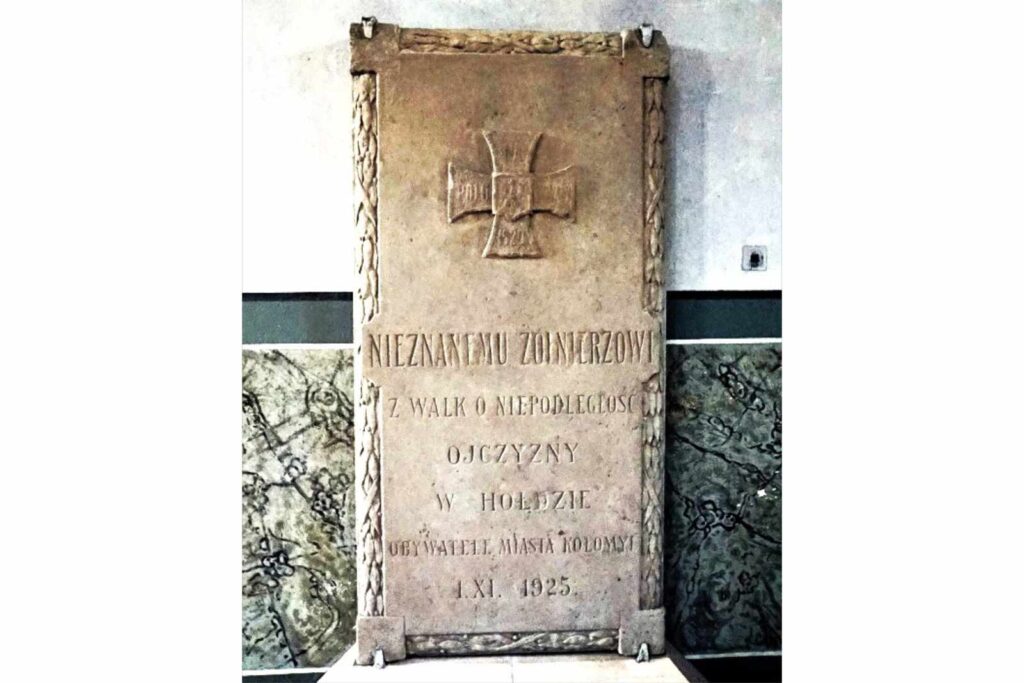 NIEZNANEMU ŻOŁNIERZOWI
Z WALK O NIEPODLEGŁOŚĆ
OJCZYZNY
W HOŁDZIE
OBYWATELE MIASTA KOŁOMYI
1.XI. 1925.